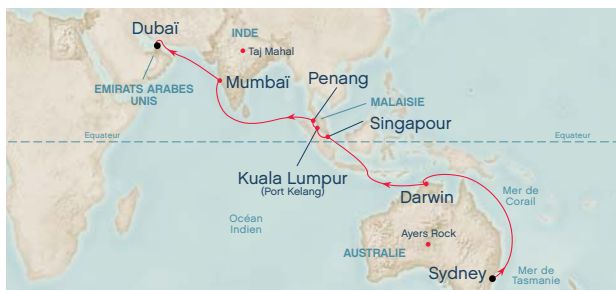 Dubaï
INDE
Taj Mahal
EMIRATS ARABES
UNIS
Mumbaï
Penang
MALAISIE
Singapour
Equateur
Equateur
Kuala Lumpur
(Port Kelang)
Darwin
Mer de
Corail
Océan
Indien
Ayers Rock
AUSTRALIE
Sydney
Mer de
Tasmanie